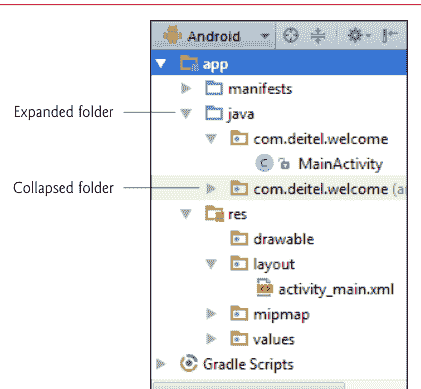 Android
app
manifests
Expanded folder
java
com.deitel.welcome
C MainActivity
Collapsed folder
com.deitel.welcome
res
drawable
layout
activity_main.xml
mipmap
values
Gradle Scripts